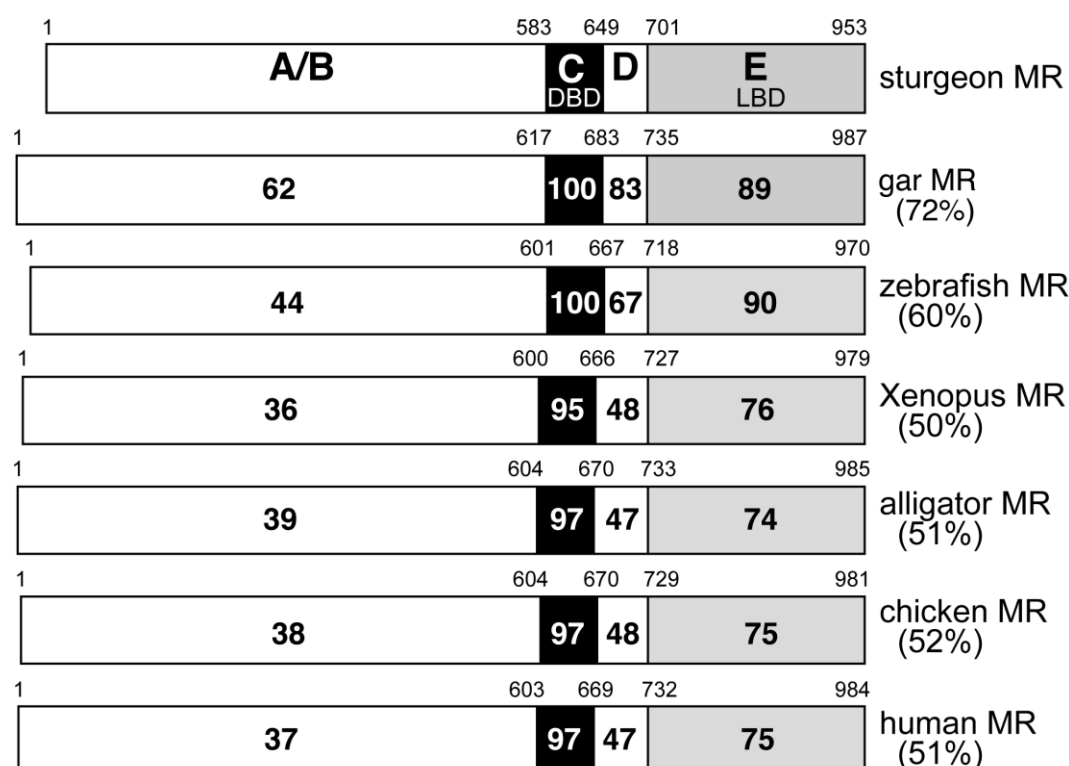 1 583 649 701 953
A/B C D E sturgeon MR
DBD LBD
1 617 683 735 987
62 100 83 89 gar MR
(72%)
1 601 667 718 970
44 100 67 90 zebrafish MR
(60%)
1 600 666 727 979
36 95 48 76 Xenopus MR
(50%)
1 604 670 733 985
39 97 47 74 alligator MR
(51%)
1 604 670 729 981
38 97 48 75 chicken MR
(52%)
1 603 669 732 984
37 97 47 75 human MR
(51%)